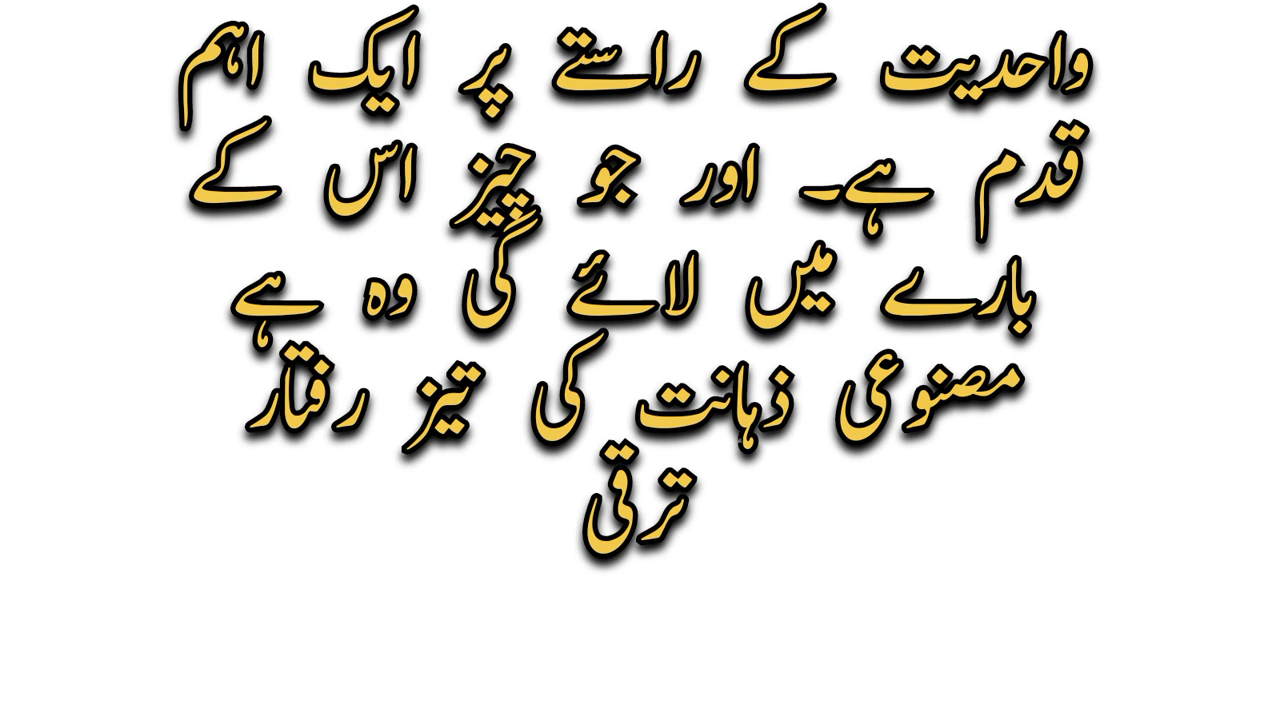 واحدیت کے راستے پر ایک اہم
قدم ہے۔ اور جو چیز اس کے
بارے میں لائے گی وہ ہے
مصنوعی ذہانت کی تیز رفتار
ترقی